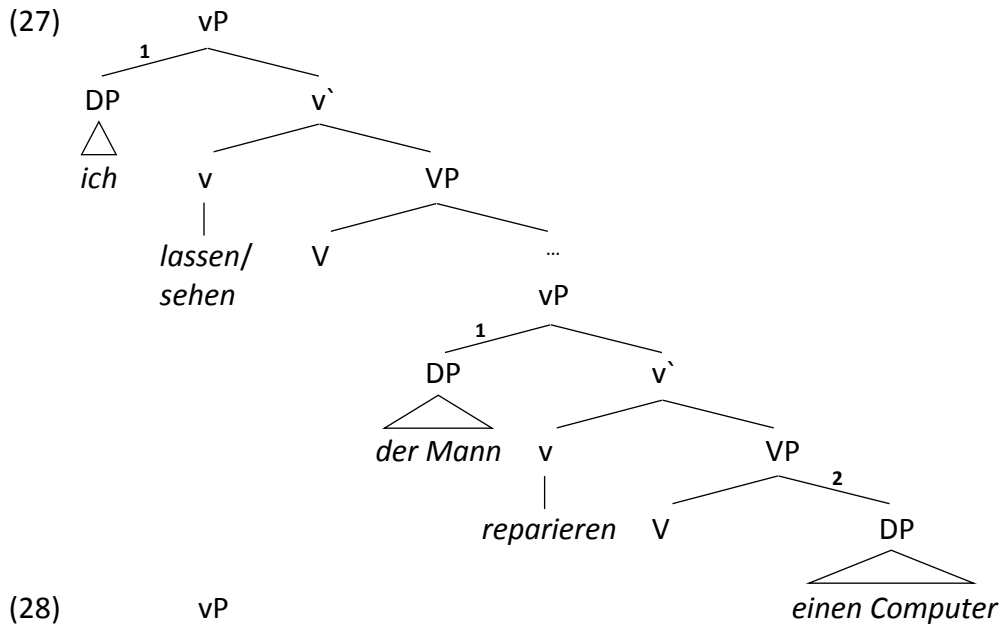 (27) vP
1
DP v`
ich v VP
lassen/ V ...
sehen
vP
1
DP v`
der Mann v VP
2
reparieren V DP
einen Computer
(28) vP